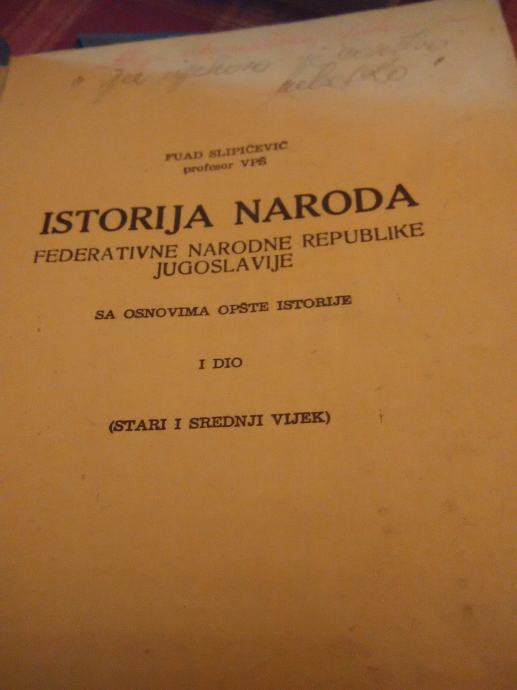 FUAD SLIPIČEVIĆ
profesor VPŠ
ISTORIJA NARODA
FEDERATIVNE NARODNE REPUBLIKE
JUGOSLAVIJE
SA OSNOVIMA OPŠTE ISTORIJE
I DIO
(STARI I SREDNJI VIJEK)